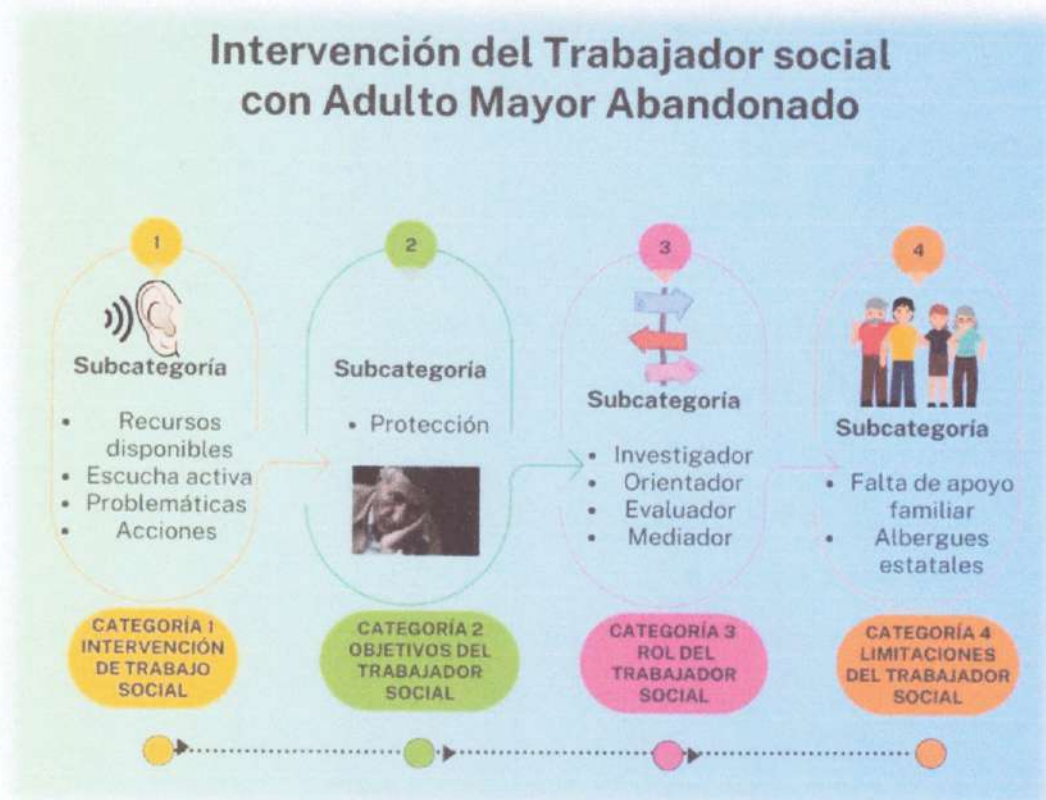 Intervención del Trabajador social
con Adulto Mayor Abandonado
1
Subcategoría
• Recursos
disponibles
• Escucha activa
• Problemáticas
• Acciones
CATEGORÍA 1
INTERVENCIÓN
DE TRABAJO
SOCIAL
2
Subcategoría
• Protección
CATEGORÍA 2
OBJETIVOS DEL
TRABAJADOR
SOCIAL
3
Subcategoría
• Investigador
• Orientador
• Evaluador
• Mediador
CATEGORÍA 3
ROL DEL
TRABAJADOR
SOCIAL
4
Subcategoría
• Falta de apoyo
familiar
• Albergues
estatales
CATEGORÍA 4
LIMITACIONES
DEL TRABAJADOR
SOCIAL